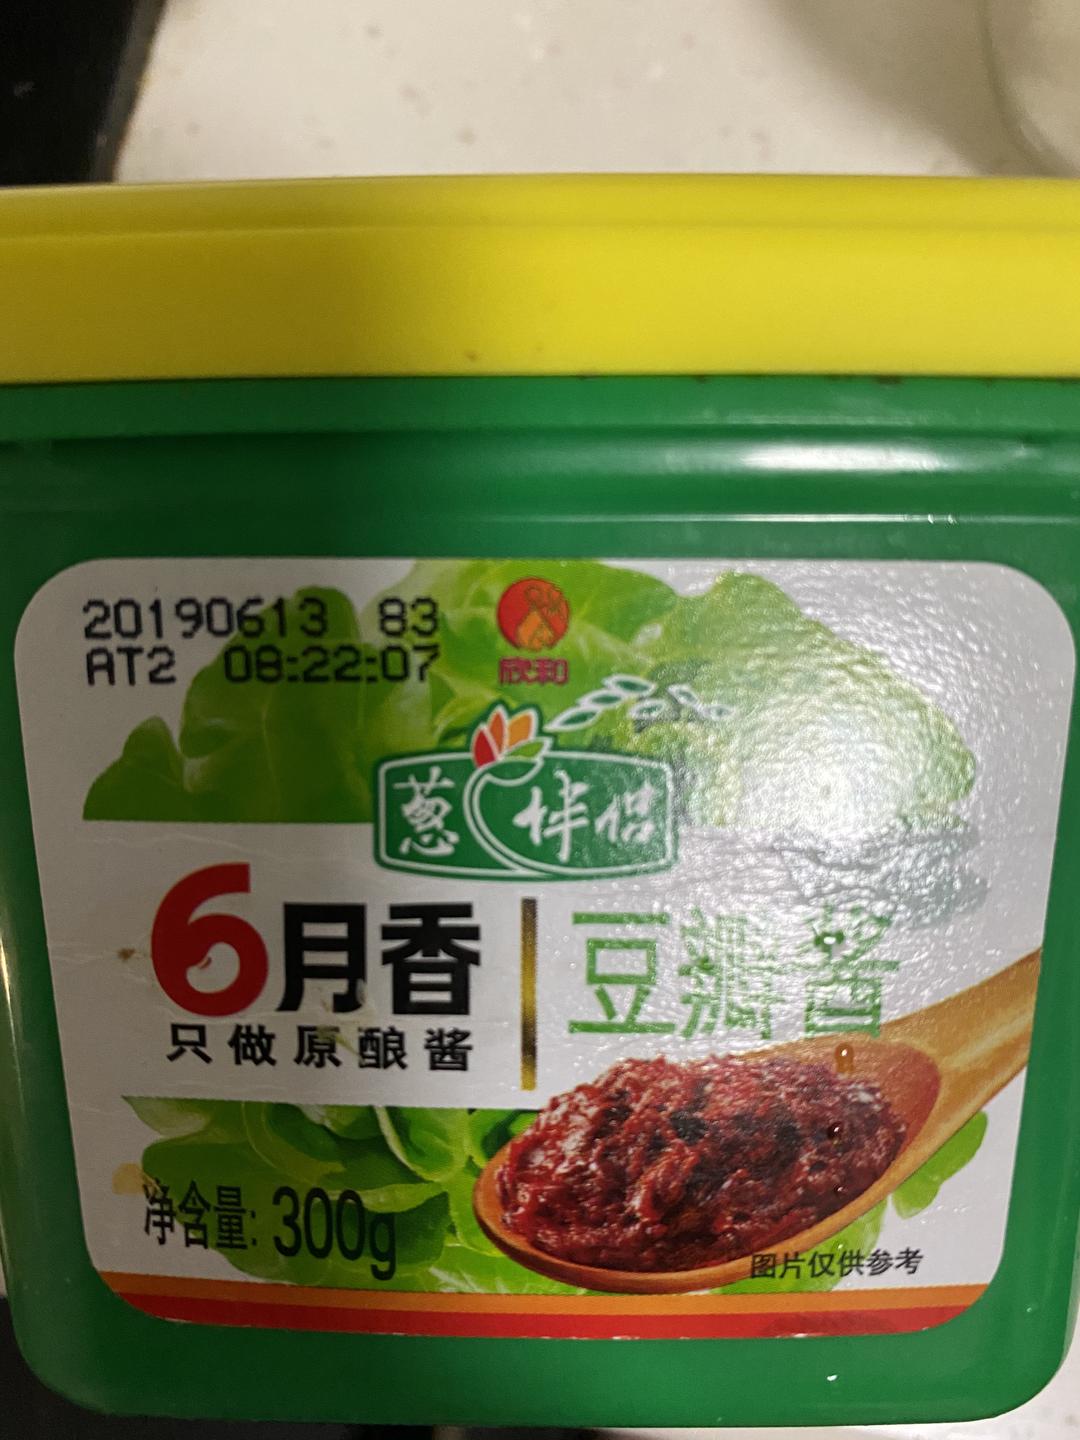 20190613 83
AT2 08:22:07
欣和
葱伴侣
6月香
豆瓣酱
只做原酿酱
净含量: 300g
图片仅供参考